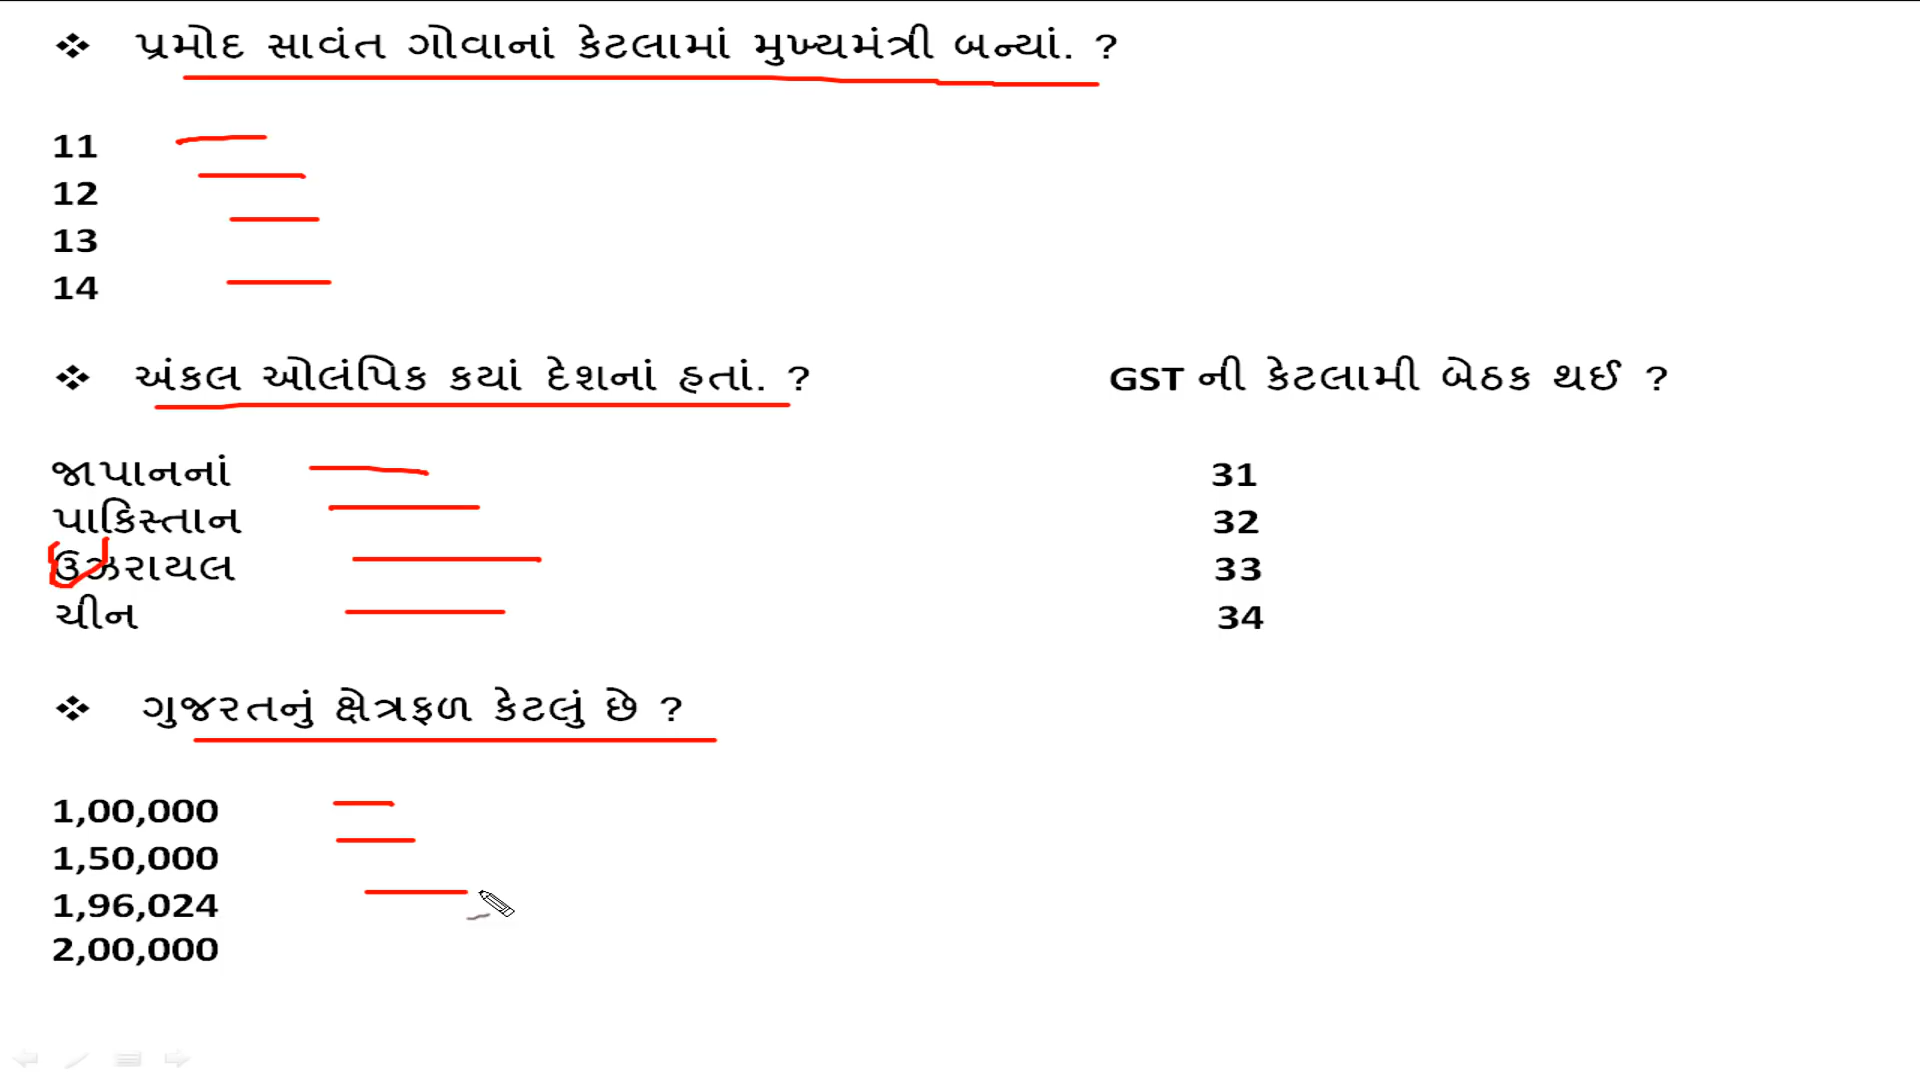 ❖ પ્રમોદ સાવંત ગોવાનાં કેટલામાં મુખ્યમંત્રી બન્યાં. ?
11
12
13
14
❖ અંકલ ઓલંપિક કયાં દેશનાં હતાં. ?
જાપાનનાં
પાકિસ્તાન
ઉઝરાયલ
ચીન
GST ની કેટલામી બેઠક થઈ ?
31
32
33
34
❖ ગુજરતનું ક્ષેત્રફળ કેટલું છે ?
1,00,000
1,50,000
1,96,024
2,00,000